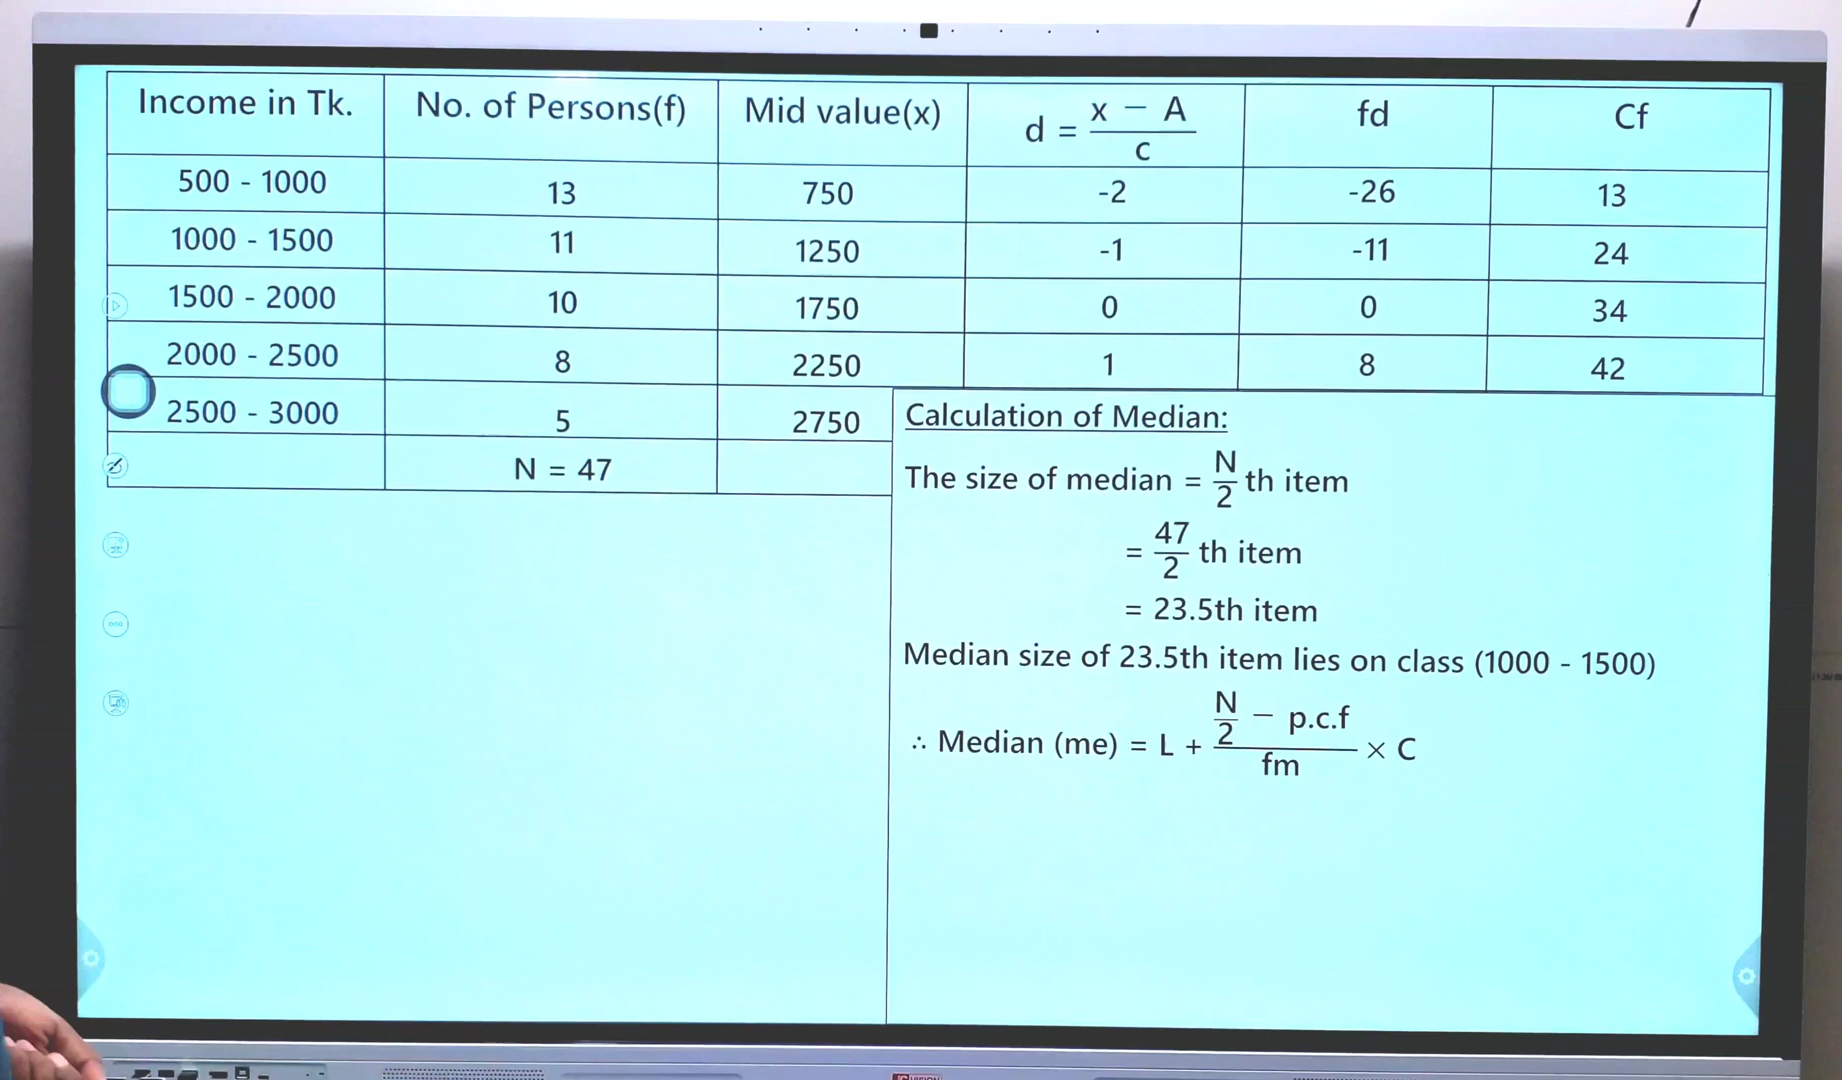 Income in Tk. No. of Persons(f) Mid value(x) d = x − A / c fd Cf
500 - 1000 13 750 -2 -26 13
1000 - 1500 11 1250 -1 -11 24
1500 - 2000 10 1750 0 0 34
2000 - 2500 8 2250 1 8 42
2500 - 3000 5 2750
N = 47
Calculation of Median:
The size of median = N/2 th item
= 47/2 th item
= 23.5th item
Median size of 23.5th item lies on class (1000 - 1500)
∴ Median (me) = L + (N/2 − p.c.f)/fm × C